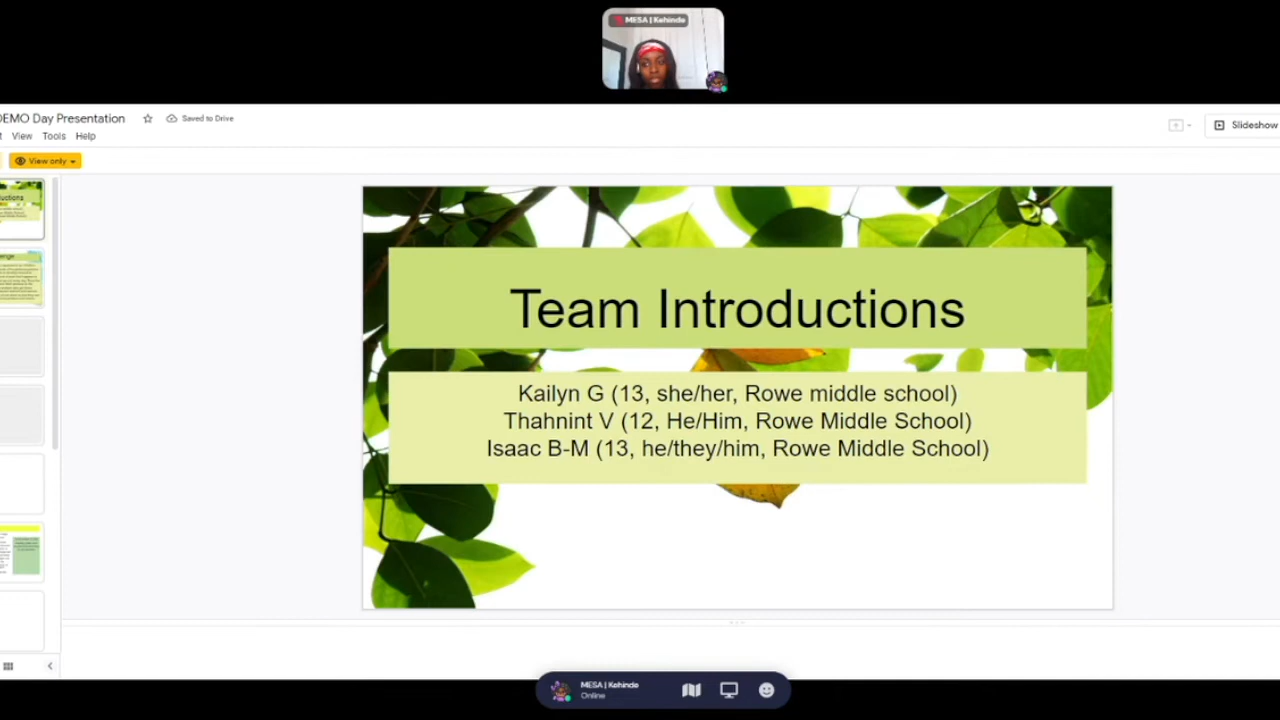 MESA | Kehinde
DEMO Day Presentation
Saved to Drive
View Tools Help
Slideshow
View only
Team Introductions
Kailyn G (13, she/her, Rowe middle school)
Thahnint V (12, He/Him, Rowe Middle School)
Isaac B-M (13, he/they/him, Rowe Middle School)
MESA | Kehinde
Online